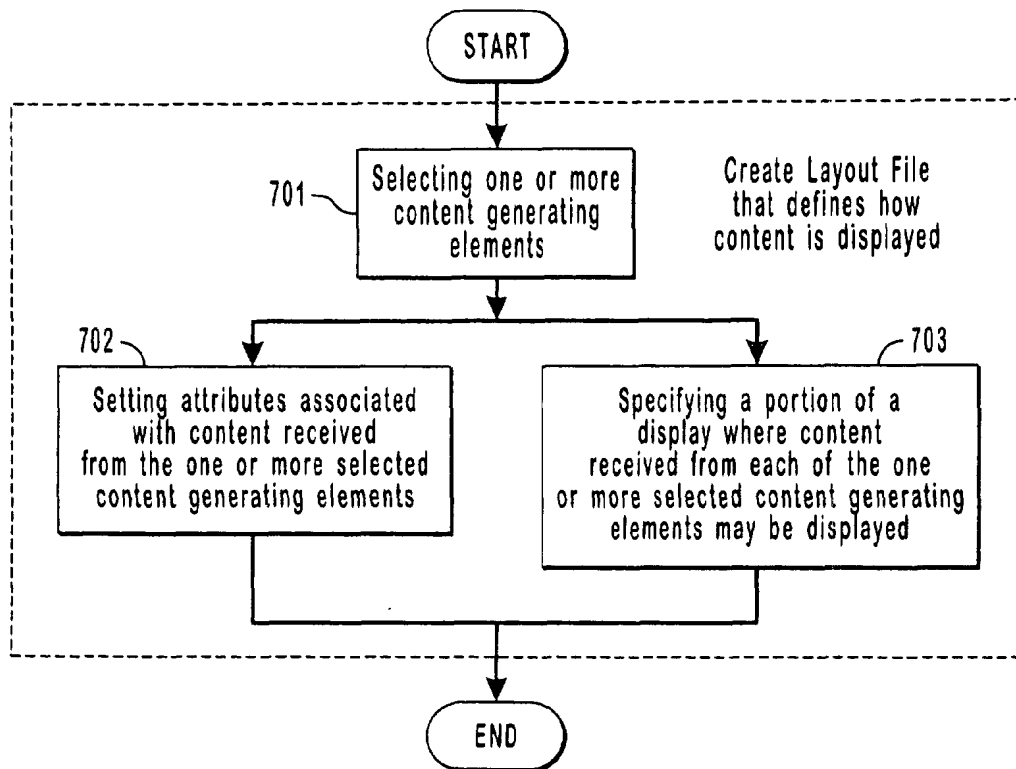 START
701
Selecting one or more
content generating
elements
Create Layout File
that defines how
content is displayed
702
Setting attributes associated
with content received
from the one or more selected
content generating elements
703
Specifying a portion of a
display where content
received from each of the one
or more selected content generating
elements may be displayed
END